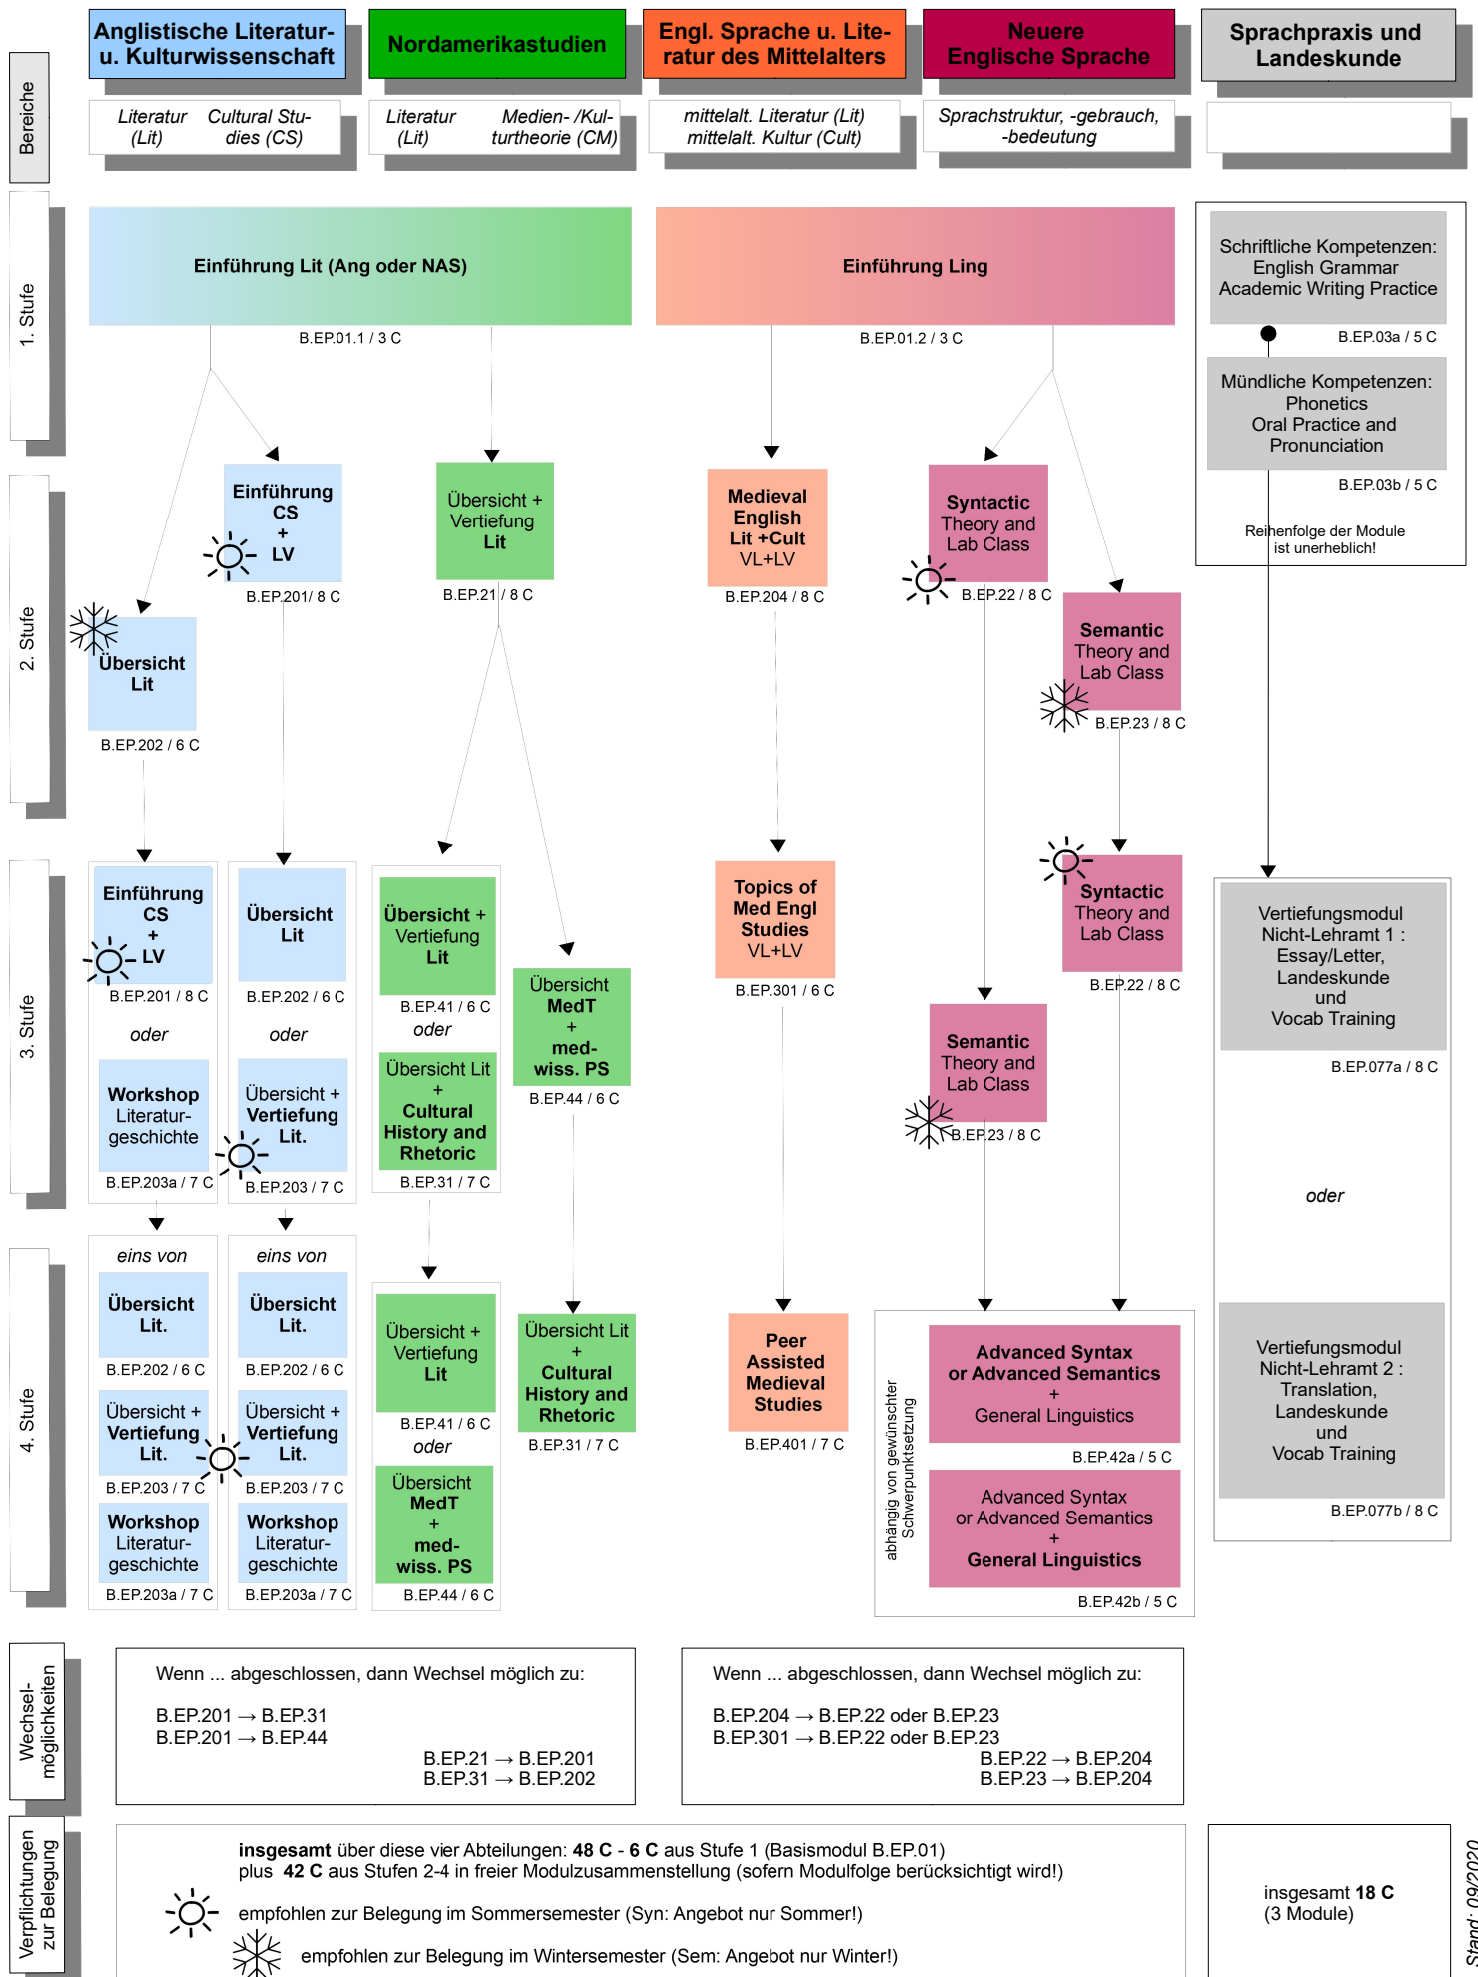 Anglistische Literatur-
u. Kulturwissenschaft
Nordamerikastudien
Engl. Sprache u. Lite-
ratur des Mittelalters
Neuere
Englische Sprache
Sprachpraxis und
Landeskunde
Bereiche
Literatur
(Lit)
Cultural Stu-
dies (CS)
Literatur
(Lit)
Medien- /Kul-
turtheorie (CM)
mittelalt. Literatur (Lit)
mittelalt. Kultur (Cult)
Sprachstruktur, -gebrauch,
-bedeutung
1. Stufe
Einführung Lit (Ang oder NAS)
B.EP.01.1 / 3 C
Einführung Ling
B.EP.01.2 / 3 C
Schriftliche Kompetenzen:
English Grammar
Academic Writing Practice
B.EP.03a / 5 C
Mündliche Kompetenzen:
Phonetics
Oral Practice and
Pronunciation
B.EP.03b / 5 C
Reihenfolge der Module
ist unerheblich!
2. Stufe
Einführung
CS
+
LV
B.EP.201/ 8 C
Übersicht
Lit
B.EP.202 / 6 C
Übersicht +
Vertiefung
Lit
B.EP.21 / 8 C
Medieval
English
Lit +Cult
VL+LV
B.EP.204 / 8 C
Syntactic
Theory and
Lab Class
B.EP.22 / 8 C
Semantic
Theory and
Lab Class
B.EP.23 / 8 C
3. Stufe
Einführung
CS
+
LV
B.EP.201 / 8 C
oder
Workshop
Literatur-
geschichte
B.EP.203a / 7 C
Übersicht
Lit
B.EP.202 / 6 C
oder
Übersicht +
Vertiefung
Lit.
B.EP.203 / 7 C
Übersicht +
Vertiefung
Lit
B.EP.41 / 6 C
oder
Übersicht Lit
+
Cultural
History and
Rhetoric
B.EP.31 / 7 C
Übersicht
MedT
+
med-
wiss. PS
B.EP.44 / 6 C
Topics of
Med Engl
Studies
VL+LV
B.EP.301 / 6 C
Semantic
Theory and
Lab Class
B.EP.23 / 8 C
Syntactic
Theory and
Lab Class
B.EP.22 / 8 C
Vertiefungsmodul
Nicht-Lehramt 1 :
Essay/Letter,
Landeskunde
und
Vocab Training
B.EP.077a / 8 C
oder
4. Stufe
eins von
Übersicht
Lit.
B.EP.202 / 6 C
Übersicht +
Vertiefung
Lit.
B.EP.203 / 7 C
Workshop
Literatur-
geschichte
B.EP.203a / 7 C
eins von
Übersicht
Lit.
B.EP.202 / 6 C
Übersicht +
Vertiefung
Lit.
B.EP.203 / 7 C
Workshop
Literatur-
geschichte
B.EP.203a / 7 C
Übersicht +
Vertiefung
Lit
B.EP.41 / 6 C
oder
Übersicht
MedT
+
med-
wiss. PS
B.EP.44 / 6 C
Übersicht Lit
+
Cultural
History and
Rhetoric
B.EP.31 / 7 C
Peer
Assisted
Medieval
Studies
B.EP.401 / 7 C
abhängig von gewünschter
Schwerpunktsetzung
Advanced Syntax
or Advanced Semantics
+
General Linguistics
B.EP.42a / 5 C
Advanced Syntax
or Advanced Semantics
+
General Linguistics
B.EP.42b / 5 C
Vertiefungsmodul
Nicht-Lehramt 2 :
Translation,
Landeskunde
und
Vocab Training
B.EP.077b / 8 C
Wechsel-
möglichkeiten
Wenn ... abgeschlossen, dann Wechsel möglich zu:
B.EP.201 → B.EP.31
B.EP.201 → B.EP.44
B.EP.21 → B.EP.201
B.EP.31 → B.EP.202
Wenn ... abgeschlossen, dann Wechsel möglich zu:
B.EP.204 → B.EP.22 oder B.EP.23
B.EP.301 → B.EP.22 oder B.EP.23
B.EP.22 → B.EP.204
B.EP.23 → B.EP.204
Verpflichtungen
zur Belegung
insgesamt über diese vier Abteilungen: 48 C - 6 C aus Stufe 1 (Basismodul B.EP.01)
plus 42 C aus Stufen 2-4 in freier Modulzusammenstellung (sofern Modulfolge berücksichtigt wird!)
empfohlen zur Belegung im Sommersemester (Syn: Angebot nur Sommer!)
empfohlen zur Belegung im Wintersemester (Sem: Angebot nur Winter!)
insgesamt 18 C
(3 Module)
Stand: 09/2020